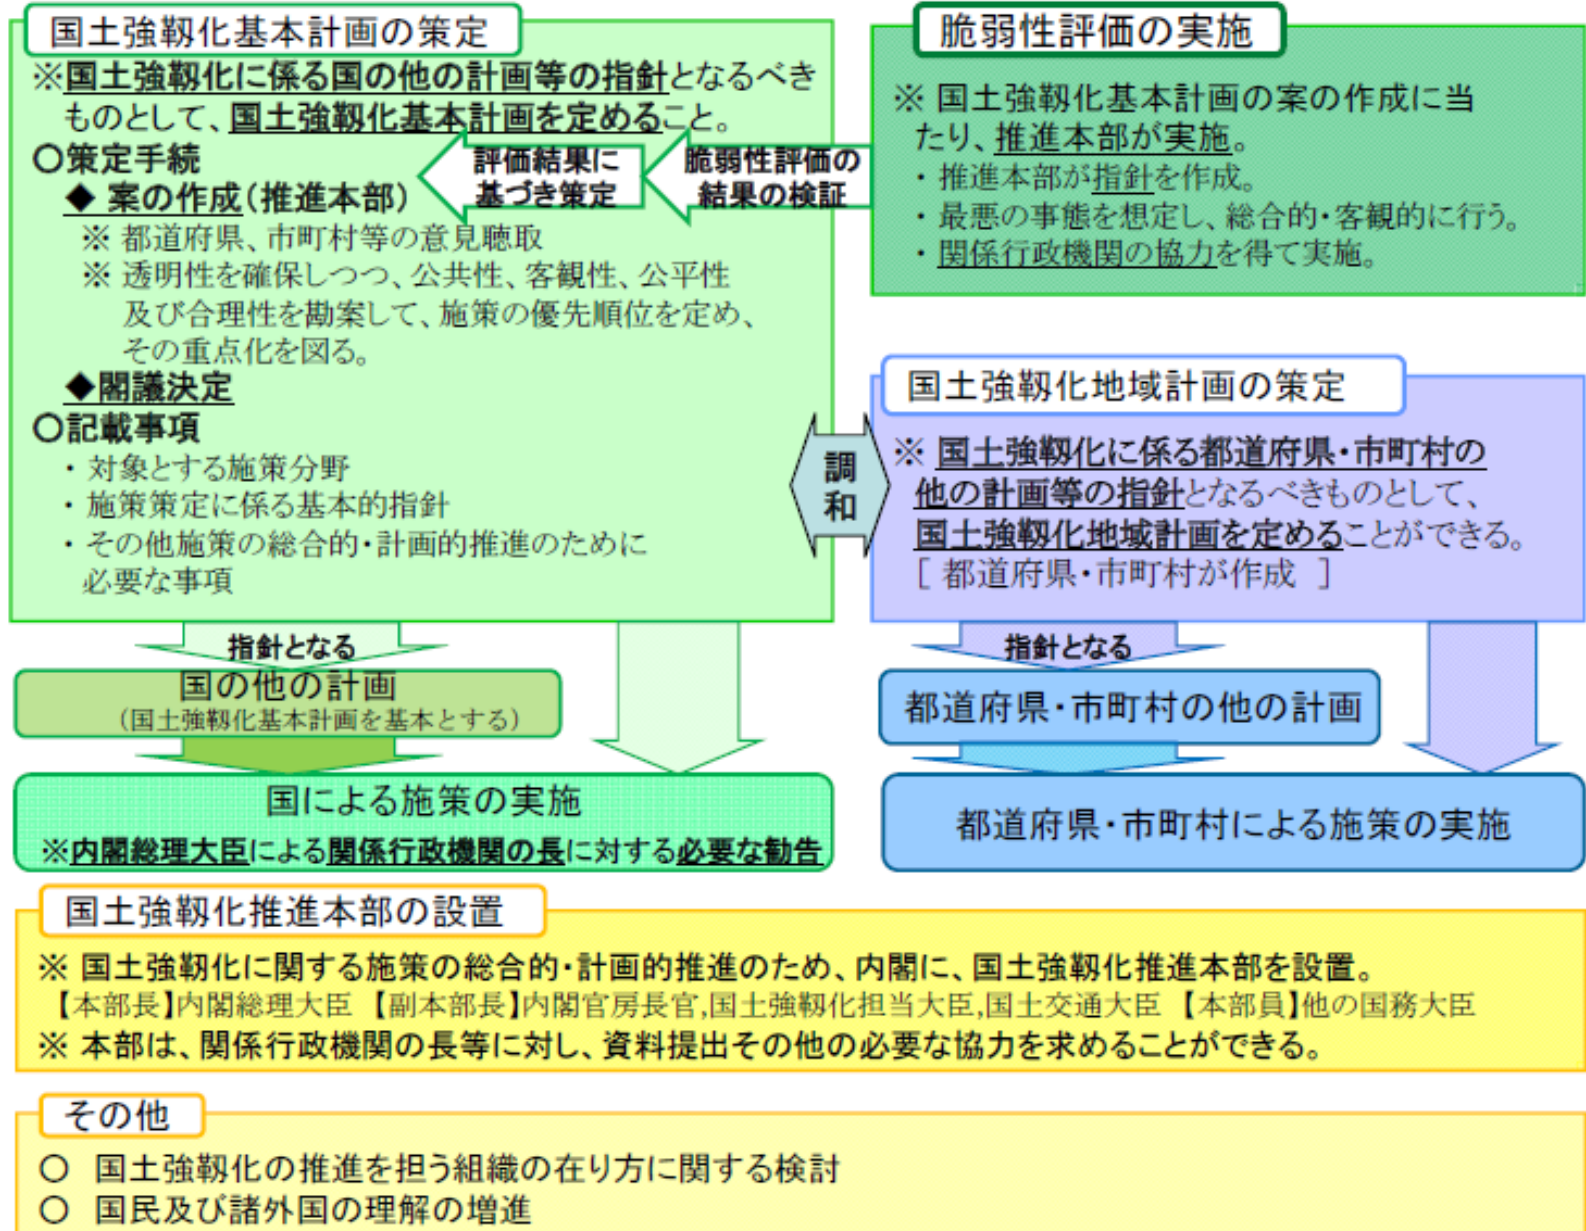 国土強靱化基本計画の策定
※国土強靱化に係る国の他の計画等の指針となるべき
ものとして、国土強靱化基本計画を定めること。
〇策定手続
◆ 案の作成(推進本部)
※ 都道府県、市町村等の意見聴取
※ 透明性を確保しつつ、公共性、客観性、公平性
及び合理性を勘案して、施策の優先順位を定め、
その重点化を図る。
◆閣議決定
〇記載事項
・ 対象とする施策分野
・ 施策策定に係る基本的指針
・ その他施策の総合的・計画的推進のために
必要な事項
評価結果に
基づき策定
脆弱性評価の
結果の検証
脆弱性評価の実施
※ 国土強靱化基本計画の案の作成に当
たり、推進本部が実施。
・ 推進本部が指針を作成。
・ 最悪の事態を想定し、総合的・客観的に行う。
・ 関係行政機関の協力を得て実施。
調
和
国土強靱化地域計画の策定
※ 国土強靱化に係る都道府県・市町村の
他の計画等の指針となるべきものとして、
国土強靱化地域計画を定めることができる。
[ 都道府県・市町村が作成 ]
指針となる
国の他の計画
(国土強靱化基本計画を基本とする)
国による施策の実施
※内閣総理大臣による関係行政機関の長に対する必要な勧告
指針となる
都道府県・市町村の他の計画
都道府県・市町村による施策の実施
国土強靱化推進本部の設置
※ 国土強靱化に関する施策の総合的・計画的推進のため、内閣に、国土強靱化推進本部を設置。
【本部長】内閣総理大臣 【副本部長】内閣官房長官,国土強靱化担当大臣,国土交通大臣 【本部員】他の国務大臣
※ 本部は、関係行政機関の長等に対し、資料提出その他の必要な協力を求めることができる。
その他
〇 国土強靱化の推進を担う組織の在り方に関する検討
〇 国民及び諸外国の理解の増進